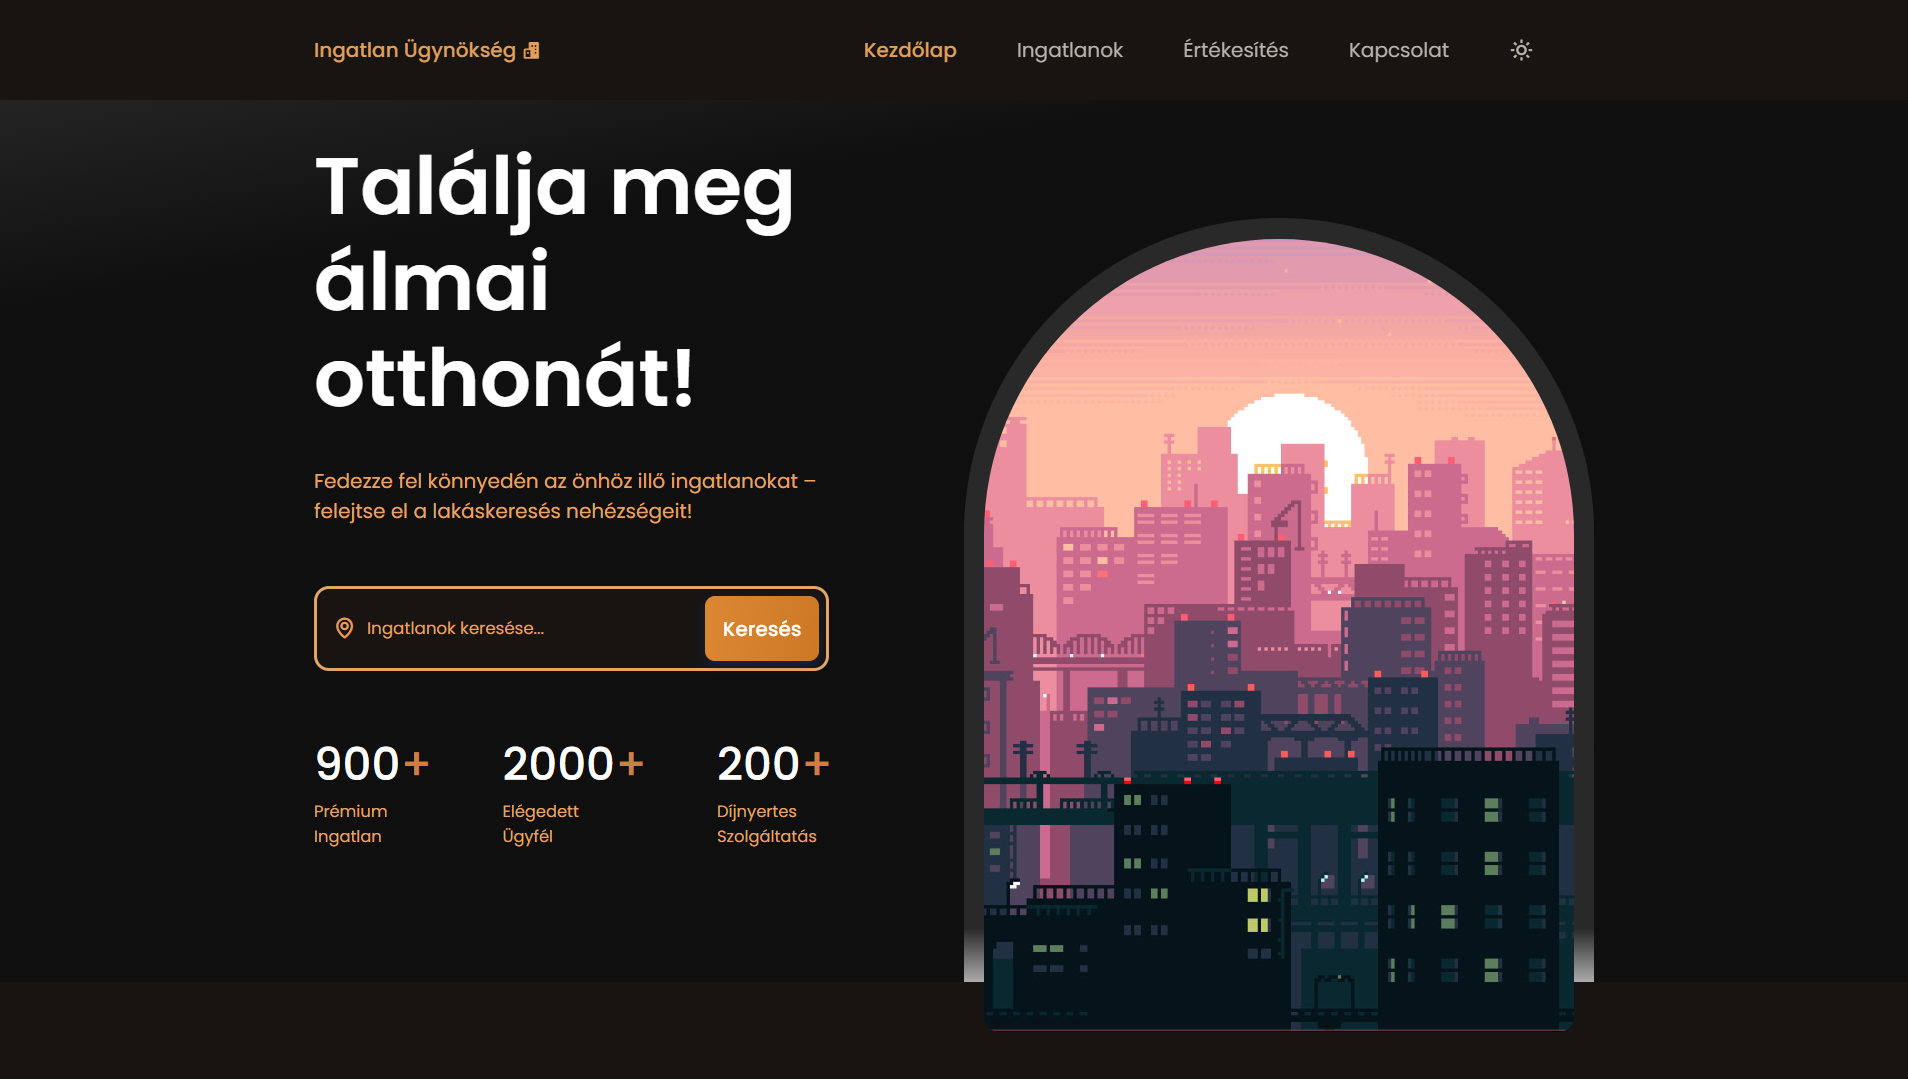 Ingatlan Ügynökség
Kezdőlap
Ingatlanok
Értékesítés
Kapcsolat
Találja meg
álmai
otthonát!
Fedezze fel könnyedén az önhöz illő ingatlanokat –
felejtse el a lakáskeresés nehézségeit!
Ingatlanok keresése...
Keresés
900+
Prémium
Ingatlan
2000+
Elégedett
Ügyfél
200+
Díjnyertes
Szolgáltatás